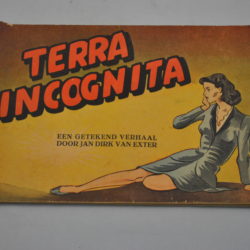 TERRA
INCOGNITA
EEN GETEKEND VERHAAL
DOOR JAN DIRK VAN EXTER